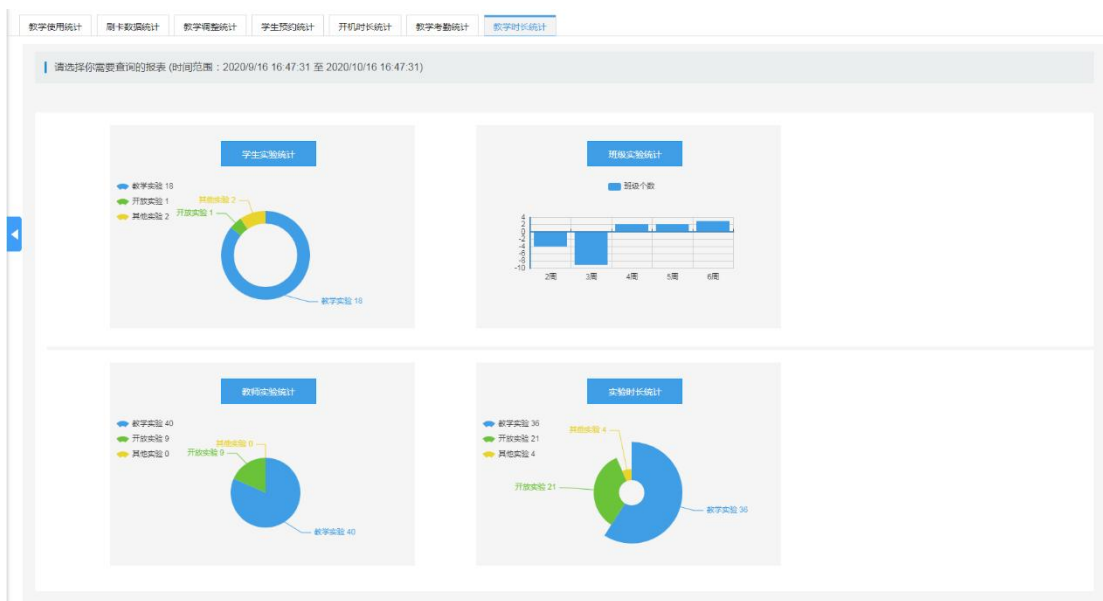 教学使用统计 刷卡数据统计 教学调整统计 学生预约统计 开机时长统计 教学考勤统计 教学时长统计
请选择你需要查询的报表 (时间范围：2020/9/16 16:47:31 至 2020/10/16 16:47:31)
学生实验统计
教学实验 18
开放实验 1
其他实验 2
其他实验 2
开放实验 1
教学实验 18
班级实验统计
班级个数
4
2
0
-2
-4
-6
-8
-10
2周 3周 4周 5周 6周
教师实验统计
教学实验 40
开放实验 9
其他实验 0
其他实验 0
开放实验 9
教学实验 40
实验时长统计
教学实验 36
开放实验 21
其他实验 4
其他实验 4
开放实验 21
教学实验 36